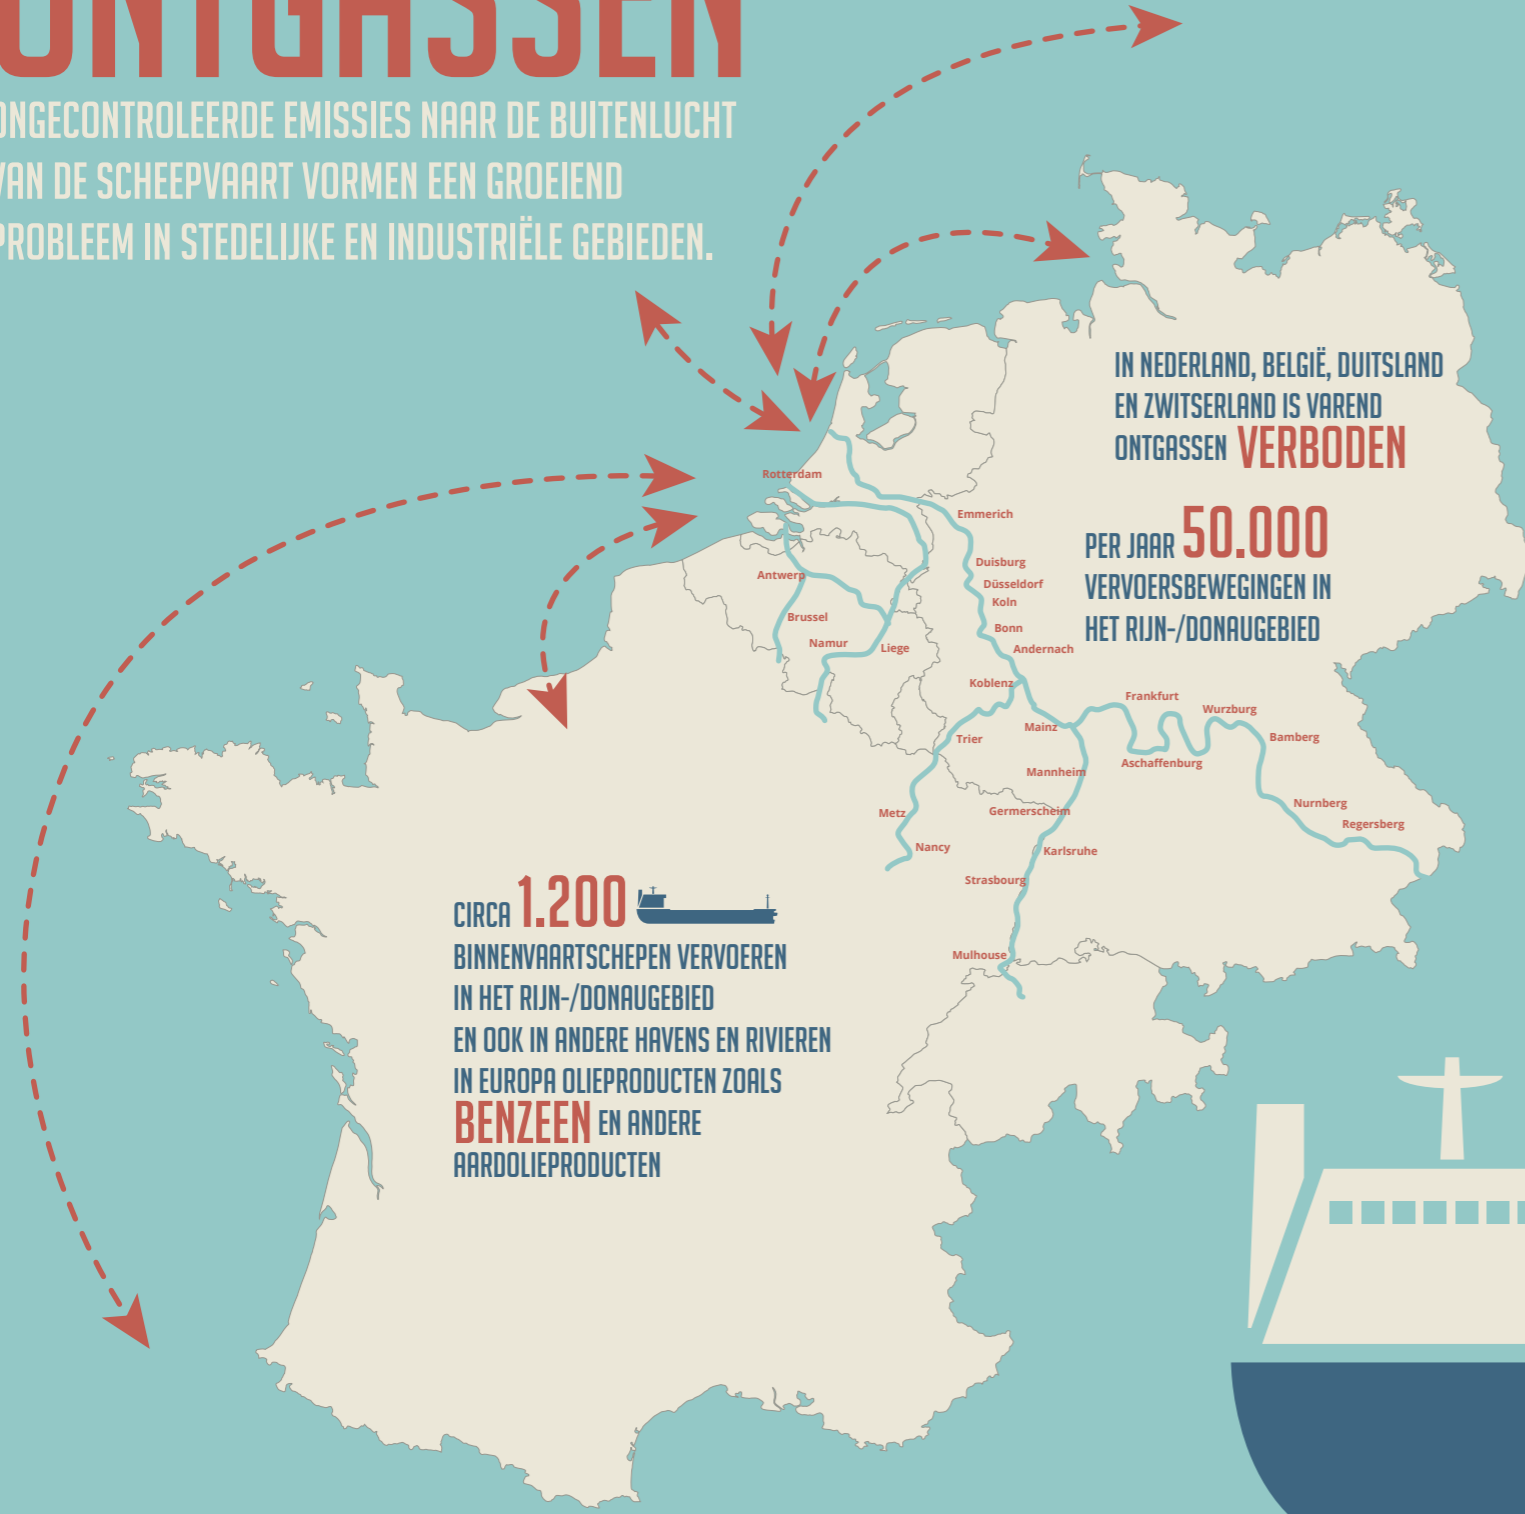 ONTGASSEN
ONGECONTROLEERDE EMISSIES NAAR DE BUITENLUCHT
VAN DE SCHEEPVAART VORMEN EEN GROEIEND
PROBLEEM IN STEDELIJKE EN INDUSTRIËLE GEBIEDEN.
IN NEDERLAND, BELGIË, DUITSLAND
EN ZWITSERLAND IS VAREND
ONTGASSEN VERBODEN
PER JAAR 50.000
VERVOERSBEWEGINGEN IN
HET RIJN-/DONAUGEBIED
Rotterdam
Emmerich
Duisburg
Antwerp
Düsseldorf
Koln
Brussel
Bonn
Namur
Liege
Andernach
Koblenz
Frankfurt
Wurzburg
Mainz
Trier
Bamberg
Aschaffenburg
Mannheim
Nurnberg
Metz
Germerscheim
Regersberg
Nancy
Karlsruhe
Strasbourg
Mulhouse
CIRCA 1.200
BINNENVAARTSCHEPEN VERVOEREN
IN HET RIJN-/DONAUGEBIED
EN OOK IN ANDERE HAVENS EN RIVIEREN
IN EUROPA OLIEPRODUCTEN ZOALS
BENZEEN EN ANDERE
AARDOLIEPRODUCTEN